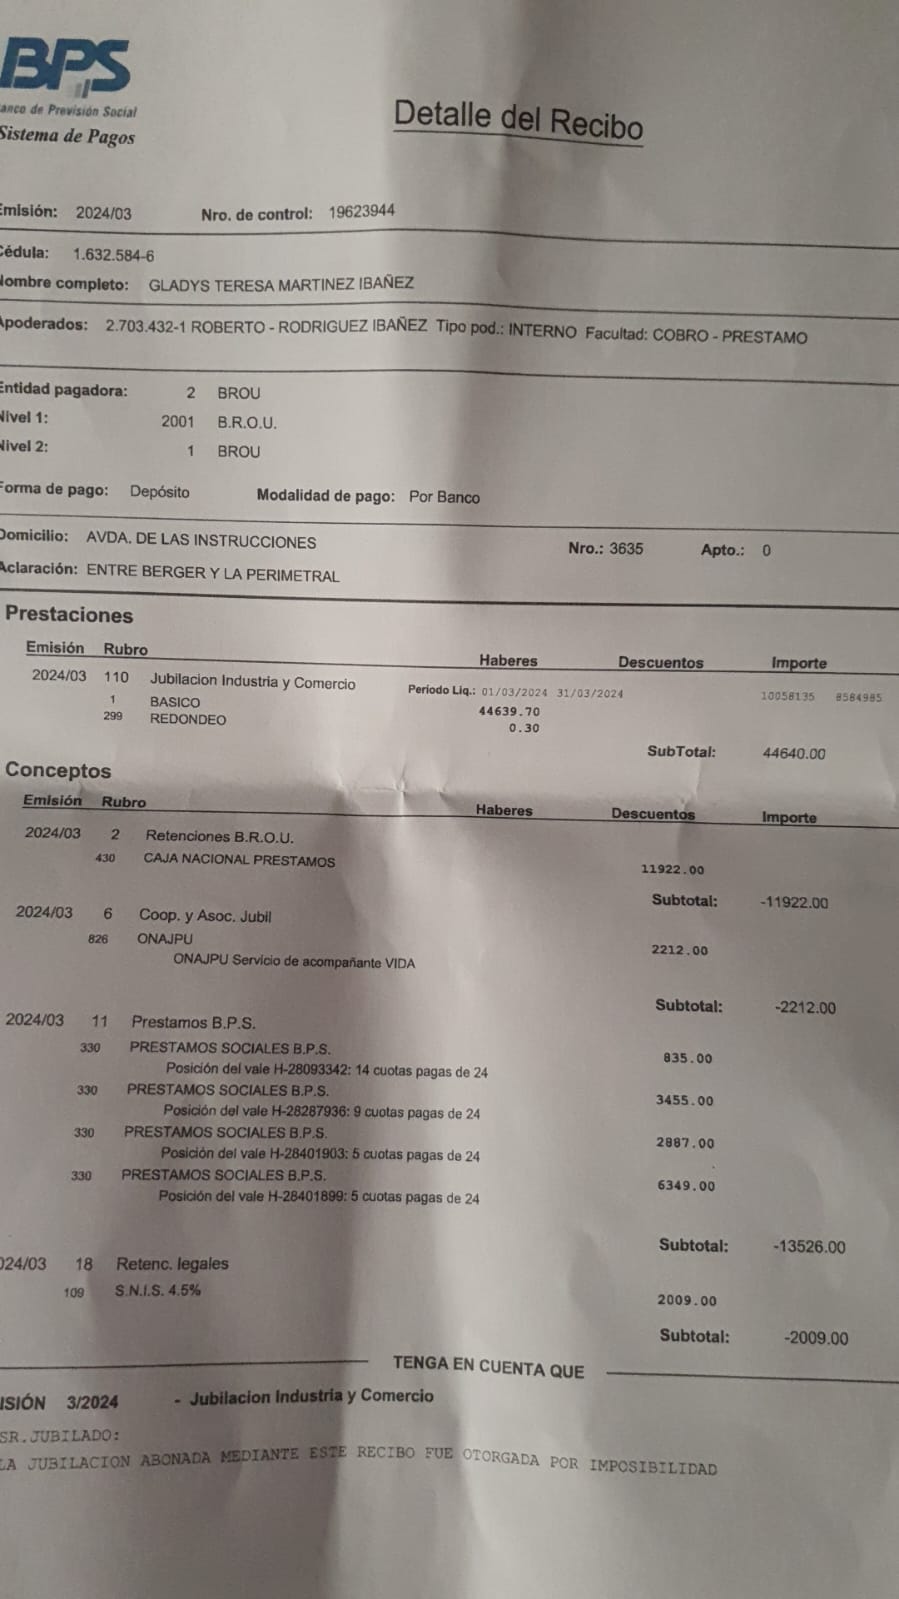 BPS
anco de Previsión Social
Sistema de Pagos
Detalle del Recibo
Emisión: 2024/03 Nro. de control: 19623944
Cédula: 1.632.584-6
Nombre completo: GLADYS TERESA MARTINEZ IBAÑEZ
Apoderados: 2.703.432-1 ROBERTO - RODRIGUEZ IBAÑEZ Tipo pod.: INTERNO Facultad: COBRO - PRESTAMO
Entidad pagadora: 2 BROU
Nivel 1: 2001 B.R.O.U.
Nivel 2: 1 BROU
Forma de pago: Depósito Modalidad de pago: Por Banco
Domicilio: AVDA. DE LAS INSTRUCCIONES Nro.: 3635 Apto.: 0
Aclaración: ENTRE BERGER Y LA PERIMETRAL
Prestaciones
Emisión Rubro Haberes Descuentos Importe
2024/03 110 Jubilacion Industria y Comercio Periodo Liq.: 01/03/2024 31/03/2024 10058135 8584985
1 BASICO 44639.70
299 REDONDEO 0.30
SubTotal: 44640.00
Conceptos
Emisión Rubro Haberes Descuentos Importe
2024/03 2 Retenciones B.R.O.U.
430 CAJA NACIONAL PRESTAMOS 11922.00
Subtotal: -11922.00
2024/03 6 Coop. y Asoc. Jubil
826 ONAJPU 2212.00
ONAJPU Servicio de acompañante VIDA
Subtotal: -2212.00
2024/03 11 Prestamos B.P.S.
330 PRESTAMOS SOCIALES B.P.S. 835.00
Posición del vale H-28093342: 14 cuotas pagas de 24
330 PRESTAMOS SOCIALES B.P.S. 3455.00
Posición del vale H-28287936: 9 cuotas pagas de 24
330 PRESTAMOS SOCIALES B.P.S. 2887.00
Posición del vale H-28401903: 5 cuotas pagas de 24
330 PRESTAMOS SOCIALES B.P.S. 6349.00
Posición del vale H-28401899: 5 cuotas pagas de 24
Subtotal: -13526.00
024/03 18 Retenc. legales
109 S.N.I.S. 4.5% 2009.00
Subtotal: -2009.00
TENGA EN CUENTA QUE
ISIÓN 3/2024 - Jubilacion Industria y Comercio
SR.JUBILADO:
LA JUBILACION ABONADA MEDIANTE ESTE RECIBO FUE OTORGADA POR IMPOSIBILIDAD